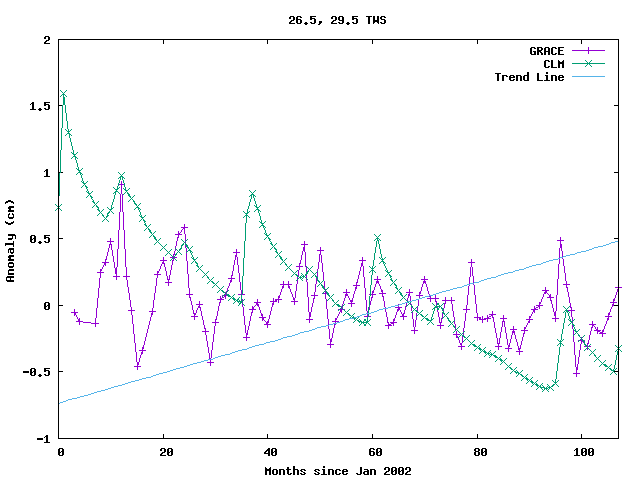 26.5, 29.5 TWS
GRACE
CLM
Trend Line
2
1.5
1
0.5
0
-0.5
-1
Anomaly (cm)
0 20 40 60 80 100
Months since Jan 2002